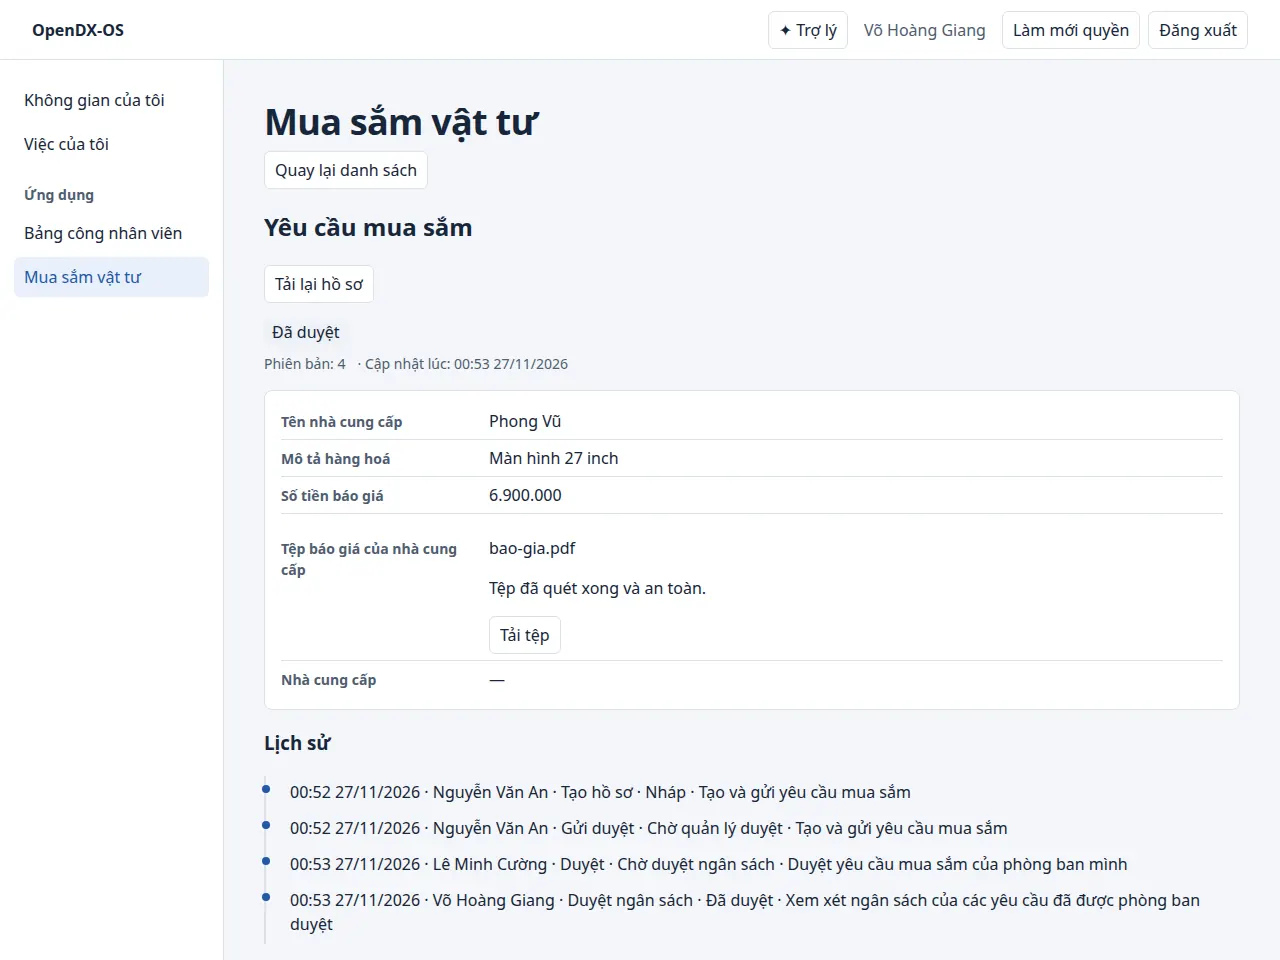 OpenDX-OS
✦ Trợ lý
Võ Hoàng Giang
Làm mới quyền
Đăng xuất
Không gian của tôi
Việc của tôi
Ứng dụng
Bảng công nhân viên
Mua sắm vật tư
Mua sắm vật tư
Quay lại danh sách
Yêu cầu mua sắm
Tải lại hồ sơ
Đã duyệt
Phiên bản: 4 · Cập nhật lúc: 00:53 27/11/2026
Tên nhà cung cấp
Phong Vũ
Mô tả hàng hoá
Màn hình 27 inch
Số tiền báo giá
6.900.000
Tệp báo giá của nhà cung
cấp
bao-gia.pdf
Tệp đã quét xong và an toàn.
Tải tệp
Nhà cung cấp
—
Lịch sử
00:52 27/11/2026 · Nguyễn Văn An · Tạo hồ sơ · Nháp · Tạo và gửi yêu cầu mua sắm
00:52 27/11/2026 · Nguyễn Văn An · Gửi duyệt · Chờ quản lý duyệt · Tạo và gửi yêu cầu mua sắm
00:53 27/11/2026 · Lê Minh Cường · Duyệt · Chờ duyệt ngân sách · Duyệt yêu cầu mua sắm của phòng ban mình
00:53 27/11/2026 · Võ Hoàng Giang · Duyệt ngân sách · Đã duyệt · Xem xét ngân sách của các yêu cầu đã được phòng ban
duyệt